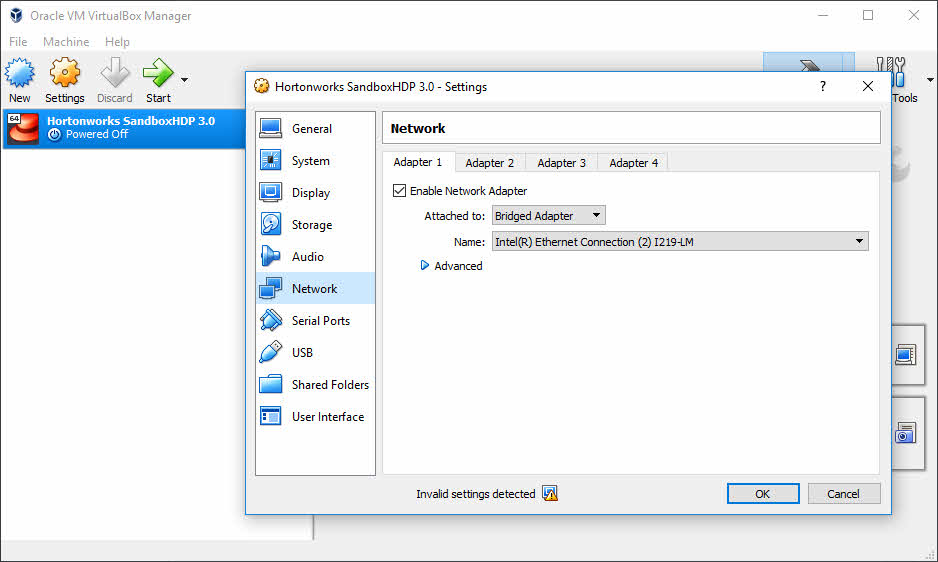 Oracle VM VirtualBox Manager
File Machine Help
New Settings Discard Start
Tools
64
Hortonworks SandboxHDP 3.0
Powered Off
Hortonworks SandboxHDP 3.0 - Settings
?
General
System
Display
Storage
Audio
Network
Serial Ports
USB
Shared Folders
User Interface
Network
Adapter 1 Adapter 2 Adapter 3 Adapter 4
Enable Network Adapter
Attached to: Bridged Adapter
Name: Intel(R) Ethernet Connection (2) I219-LM
Advanced
Invalid settings detected
OK Cancel